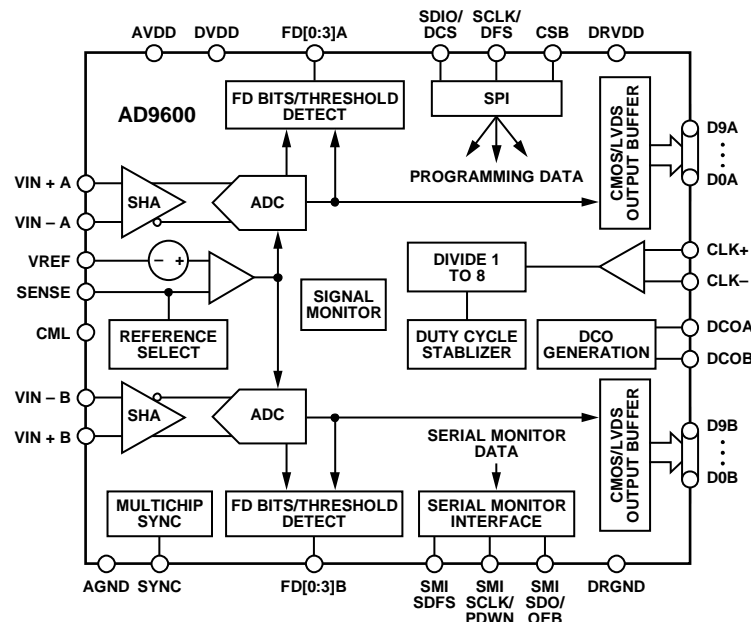 AVDD
DVDD
FD[0:3]A
SDIO/
DCS
SCLK/
DFS
CSB
DRVDD
AD9600
FD BITS/THRESHOLD
DETECT
SPI
PROGRAMMING DATA
CMOS/LVDS
OUTPUT BUFFER
D9A
D0A
VIN + A
VIN – A
SHA
ADC
VREF
– +
SENSE
CML
REFERENCE
SELECT
SIGNAL
MONITOR
DIVIDE 1
TO 8
DUTY CYCLE
STABLIZER
DCO
GENERATION
CLK+
CLK–
DCOA
DCOB
VIN – B
VIN + B
SHA
ADC
SERIAL MONITOR
DATA
CMOS/LVDS
OUTPUT BUFFER
D9B
D0B
MULTICHIP
SYNC
FD BITS/THRESHOLD
DETECT
SERIAL MONITOR
INTERFACE
AGND
SYNC
FD[0:3]B
SMI
SDFS
SMI
SCLK/
PDWN
SMI
SDO/
OEB
DRGND